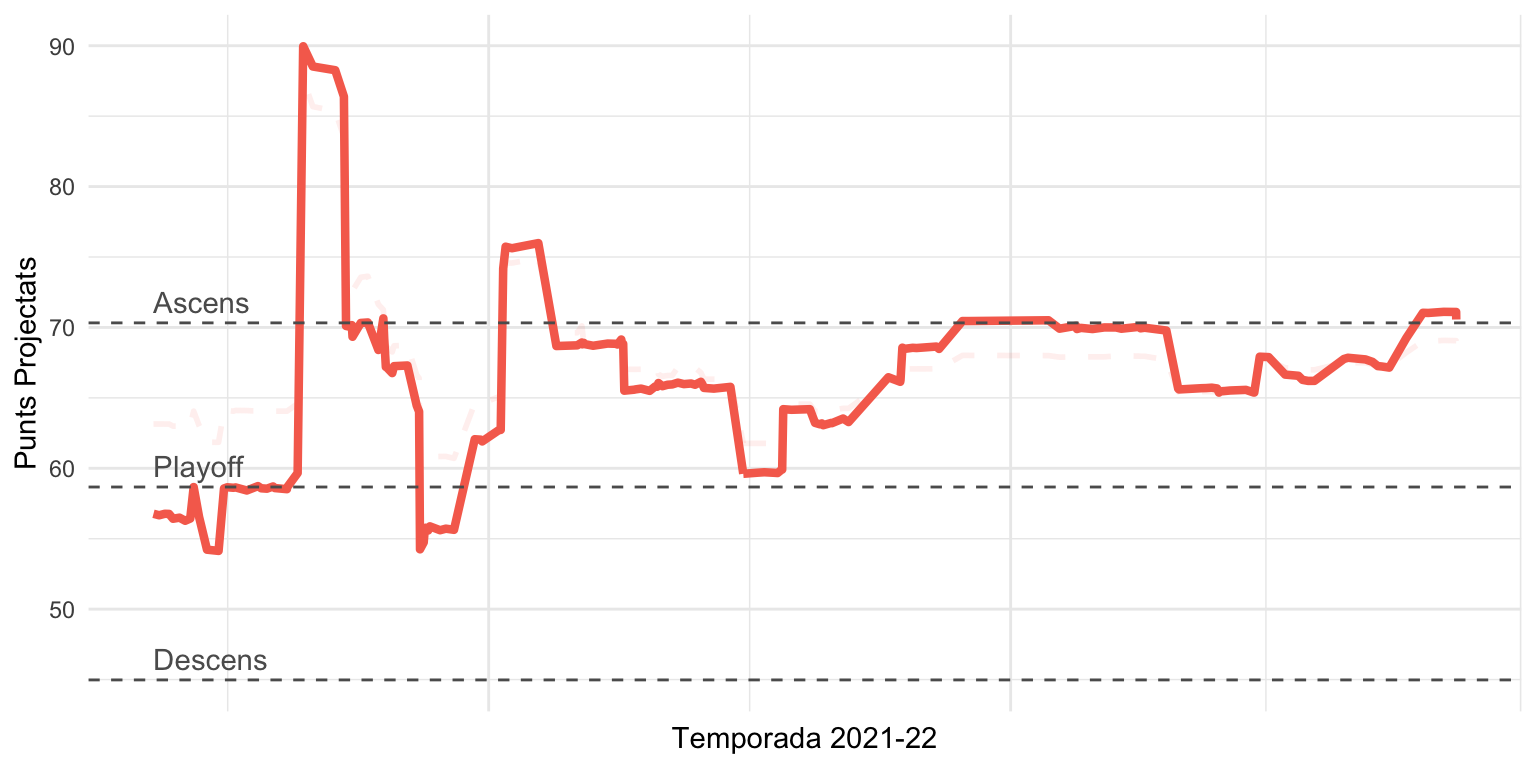 90
80
70
60
50
Punts Projectats
Ascens
Playoff
Descens
Temporada 2021-22